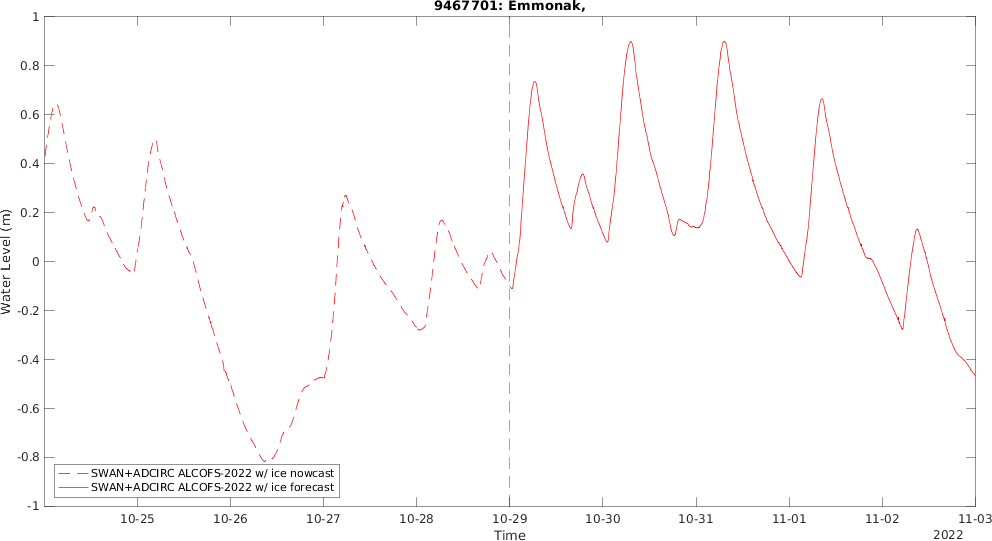 9467701: Emmonak,
1
0.8
0.6
0.4
0.2
0
-0.2
-0.4
-0.6
-0.8
-1
Water Level (m)
SWAN+ADCIRC ALCOFS-2022 w/ ice nowcast
SWAN+ADCIRC ALCOFS-2022 w/ ice forecast
10-25 10-26 10-27 10-28 10-29 10-30 10-31 11-01 11-02 11-03
Time
2022